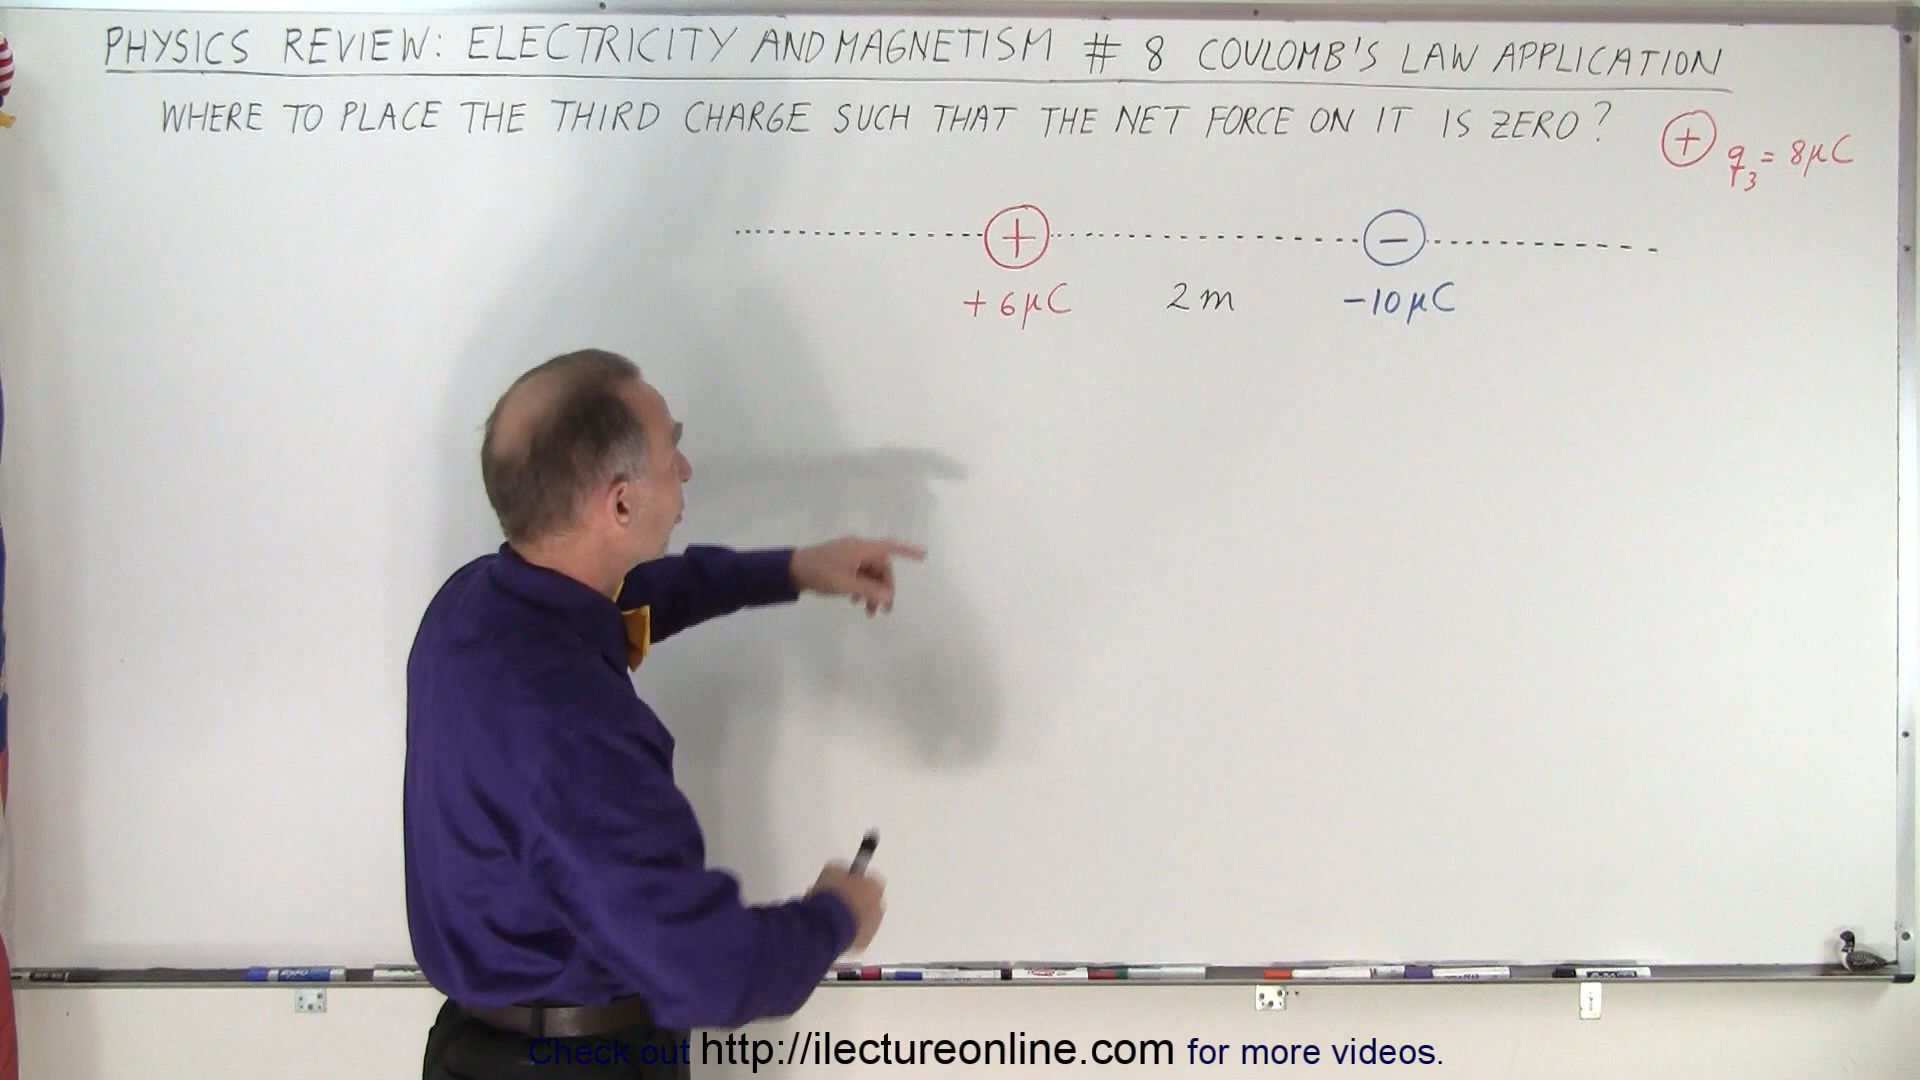 PHYSICS REVIEW: ELECTRICITY AND MAGNETISM # 8 COULOMB'S LAW APPLICATION
WHERE TO PLACE THE THIRD CHARGE SUCH THAT THE NET FORCE ON IT IS ZERO?
+ q3 = 8μC
+ −
+6μC 2m −10μC
EXPO
Check out http://ilectureonline.com for more videos.